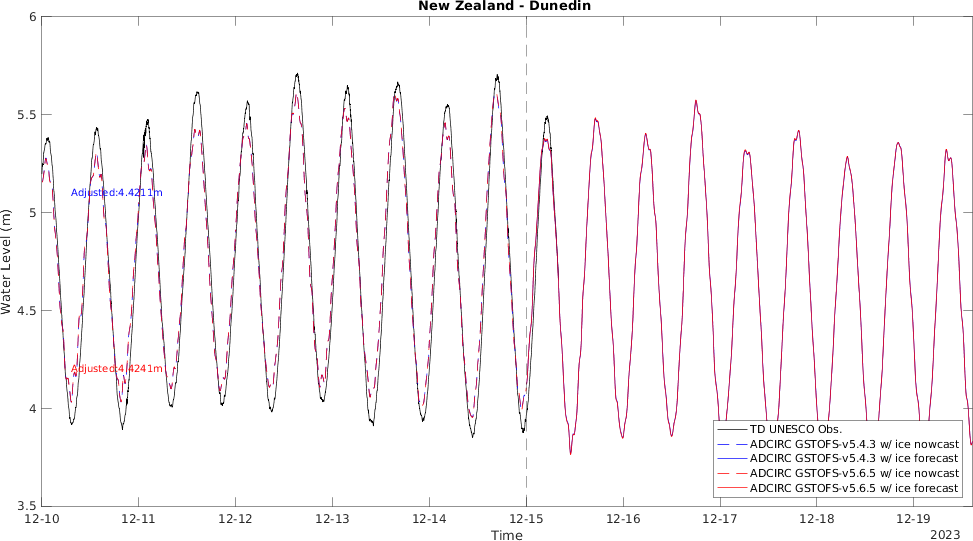 New Zealand - Dunedin
6
5.5
5
4.5
4
3.5
Water Level (m)
Adjusted:4.4211m
Adjusted:4.4241m
TD UNESCO Obs.
ADCIRC GSTOFS-v5.4.3 w/ ice nowcast
ADCIRC GSTOFS-v5.4.3 w/ ice forecast
ADCIRC GSTOFS-v5.6.5 w/ ice nowcast
ADCIRC GSTOFS-v5.6.5 w/ ice forecast
12-10 12-11 12-12 12-13 12-14 12-15 12-16 12-17 12-18 12-19
Time
2023